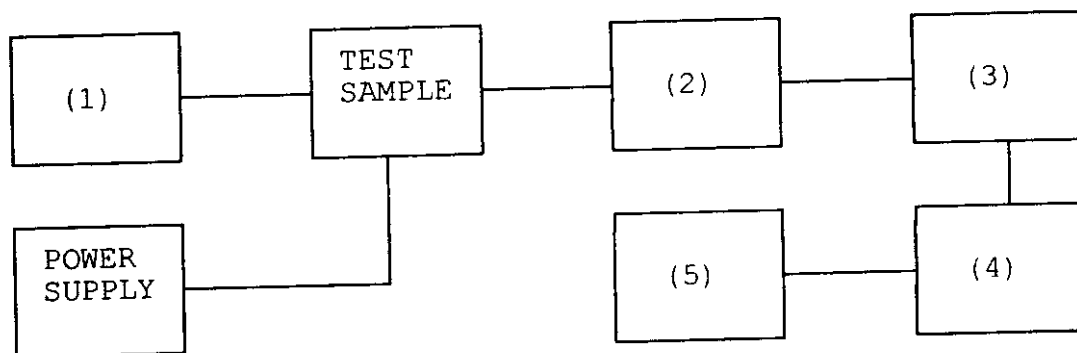 (1)
TEST
SAMPLE
(2)
(3)
POWER
SUPPLY
(5)
(4)